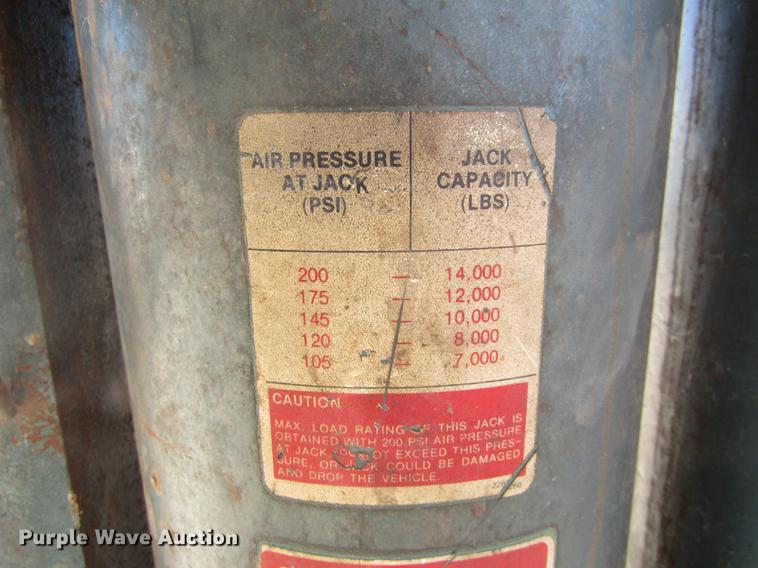 AIR PRESSURE AT JACK (PSI)
JACK CAPACITY (LBS)
200 — 14,000
175 — 12,000
145 — 10,000
120 — 8,000
105 — 7,000
CAUTION
MAX. LOAD RATING OF THIS JACK IS
OBTAINED WITH 200 PSI AIR PRESSURE
AT JACK. DO NOT EXCEED THIS PRES-
SURE, OR JACK COULD BE DAMAGED
AND DROP THE VEHICLE.
Purple Wave Auction®